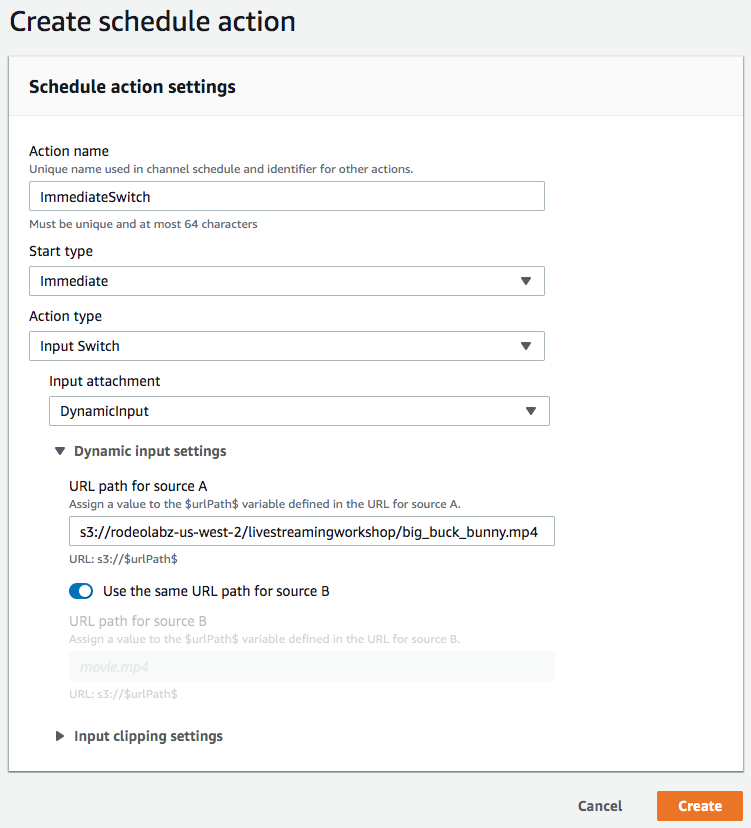 Create schedule action
Schedule action settings
Action name
Unique name used in channel schedule and identifier for other actions.
ImmediateSwitch
Must be unique and at most 64 characters
Start type
Immediate
Action type
Input Switch
Input attachment
DynamicInput
Dynamic input settings
URL path for source A
Assign a value to the $urlPath$ variable defined in the URL for source A.
s3://rodeolabz-us-west-2/livestreamingworkshop/big_buck_bunny.mp4
URL: s3://$urlPath$
Use the same URL path for source B
URL path for source B
Assign a value to the $urlPath$ variable defined in the URL for source B.
movie.mp4
URL: s3://$urlPath$
Input clipping settings
Cancel
Create